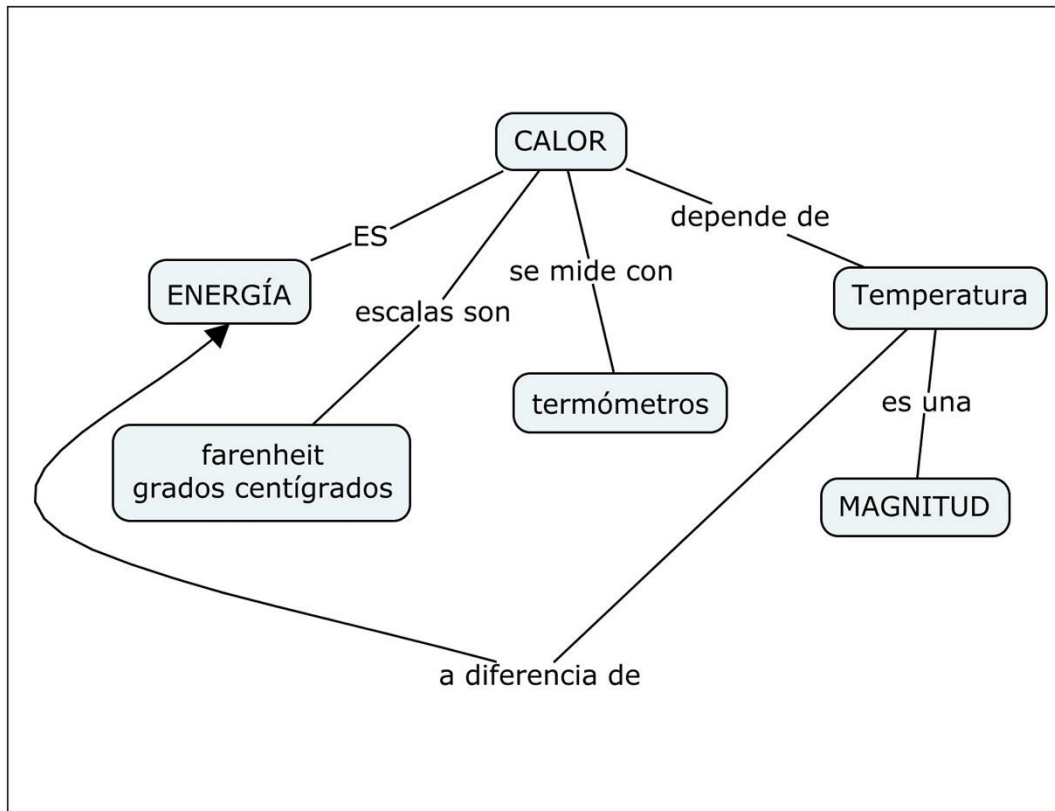 CALOR
ES
depende de
se mide con
ENERGÍA
escalas son
Temperatura
termómetros
es una
farenheit
grados centígrados
MAGNITUD
a diferencia de